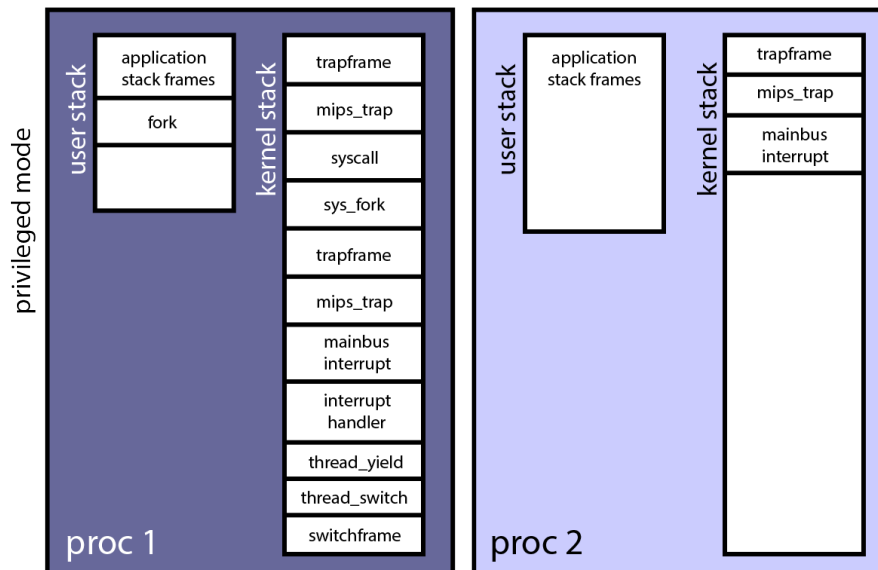 privileged mode
user stack
application
stack frames
fork
kernel stack
trapframe
mips_trap
syscall
sys_fork
trapframe
mips_trap
mainbus
interrupt
interrupt
handler
thread_yield
thread_switch
switchframe
proc 1
user stack
application
stack frames
kernel stack
trapframe
mips_trap
mainbus
interrupt
proc 2